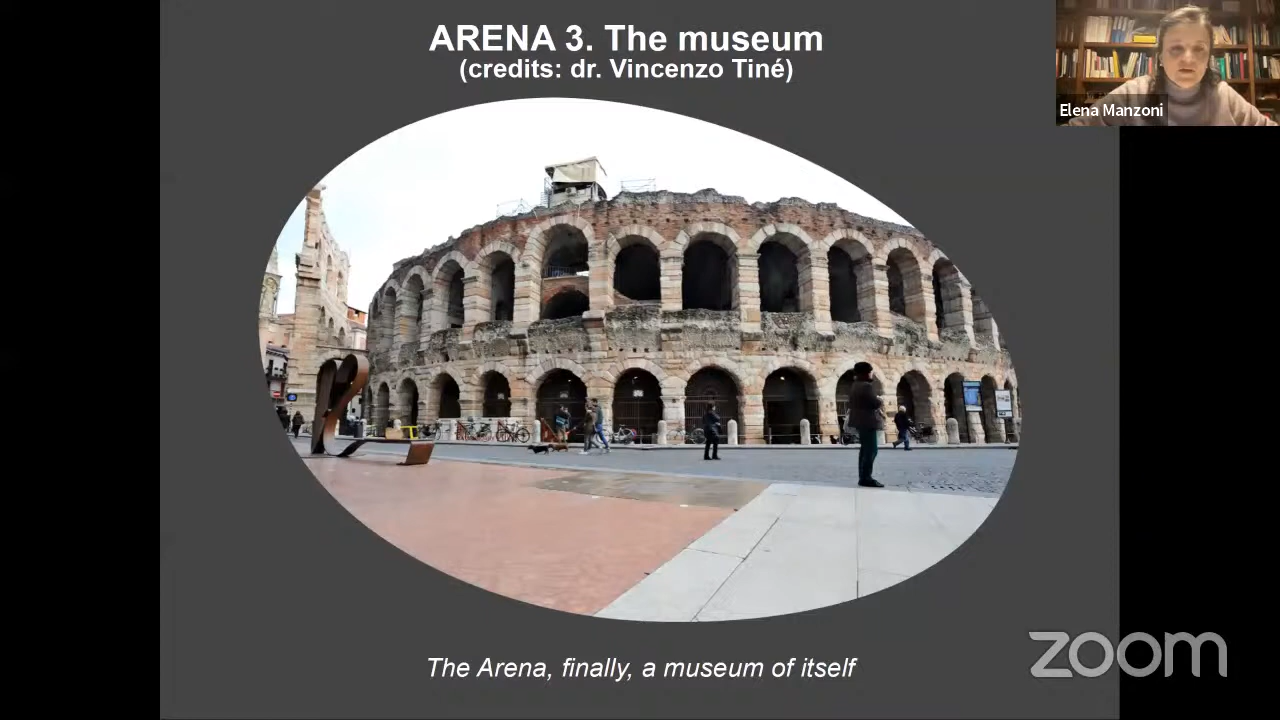 ARENA 3. The museum
(credits: dr. Vincenzo Tiné)
Elena Manzoni
The Arena, finally, a museum of itself
zoom